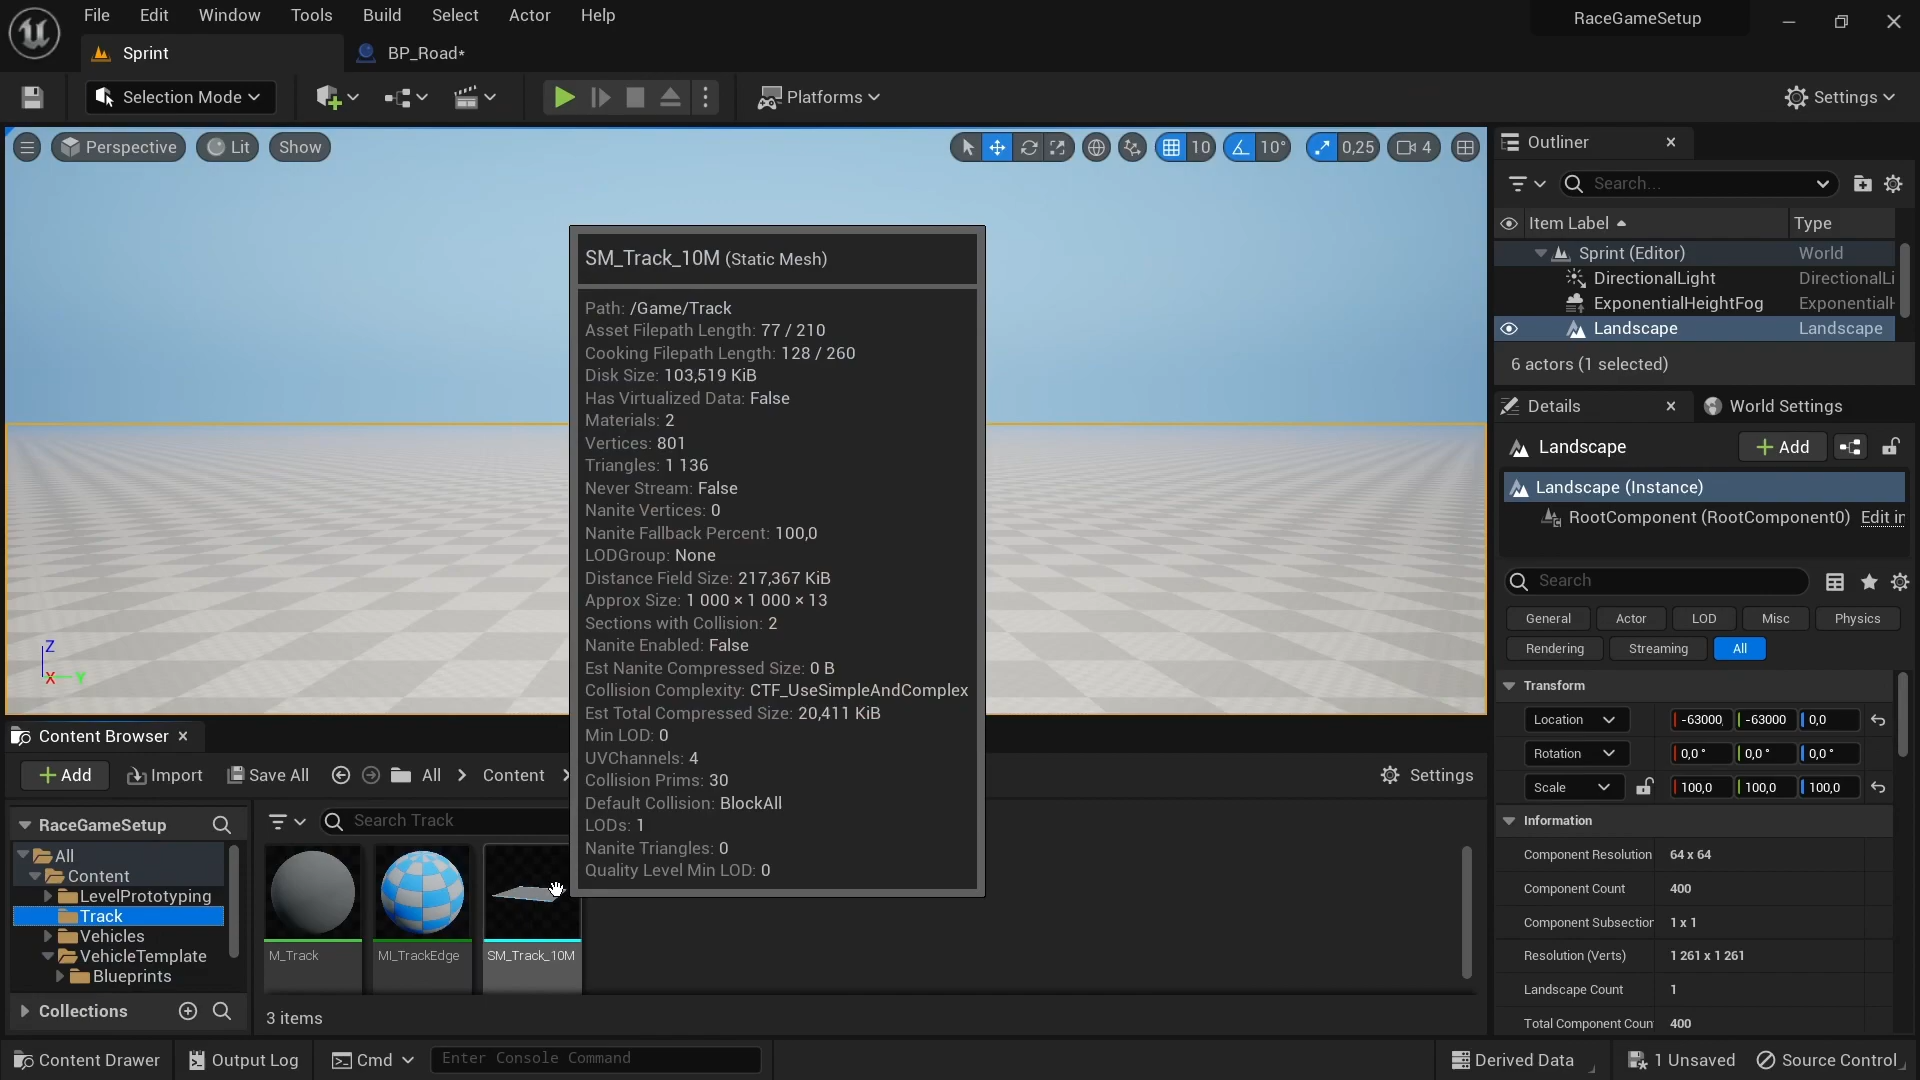 File Edit Window Tools Build Select Actor Help
RaceGameSetup
Sprint
BP_Road*
Selection Mode
Platforms
Settings
Perspective
Lit
Show
10
10°
0,25
4
Outliner
Search...
Item Label
Type
Sprint (Editor) World
DirectionalLight DirectionalLi
ExponentialHeightFog ExponentialH
Landscape Landscape
6 actors (1 selected)
Details
World Settings
Landscape
Add
Landscape (Instance)
RootComponent (RootComponent0) Edit in
Search
General Actor LOD Misc Physics
Rendering Streaming All
Transform
Location -63000, -63000 0,0
Rotation 0,0 ° 0,0 ° 0,0 °
Scale 100,0 100,0 100,0
Information
Component Resolution 64 x 64
Component Count 400
Component Subsection 1 x 1
Resolution (Verts) 1 261 x 1 261
Landscape Count 1
Total Component Coun 400
SM_Track_10M (Static Mesh)
Path: /Game/Track
Asset Filepath Length: 77 / 210
Cooking Filepath Length: 128 / 260
Disk Size: 103,519 KiB
Has Virtualized Data: False
Materials: 2
Vertices: 801
Triangles: 1 136
Never Stream: False
Nanite Vertices: 0
Nanite Fallback Percent: 100,0
LODGroup: None
Distance Field Size: 217,367 KiB
Approx Size: 1 000 × 1 000 × 13
Sections with Collision: 2
Nanite Enabled: False
Est Nanite Compressed Size: 0 B
Collision Complexity: CTF_UseSimpleAndComplex
Est Total Compressed Size: 20,411 KiB
Min LOD: 0
UVChannels: 4
Collision Prims: 30
Default Collision: BlockAll
LODs: 1
Nanite Triangles: 0
Quality Level Min LOD: 0
Z
X
Y
Content Browser
Add
Import
Save All
All
Content
Settings
RaceGameSetup
Search Track
All
Content
LevelPrototyping
Track
Vehicles
VehicleTemplate
Blueprints
Collections
M_Track
MI_TrackEdge
SM_Track_10M
3 items
Content Drawer
Output Log
Cmd
Enter Console Command
Derived Data
1 Unsaved
Source Control